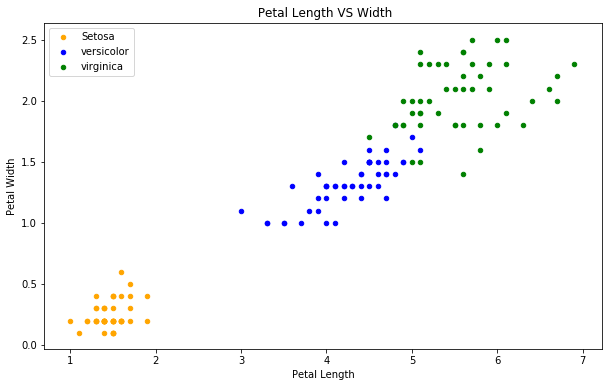 Petal Length VS Width
Setosa
versicolor
virginica
Petal Width
2.5
2.0
1.5
1.0
0.5
0.0
1 2 3 4 5 6 7
Petal Length